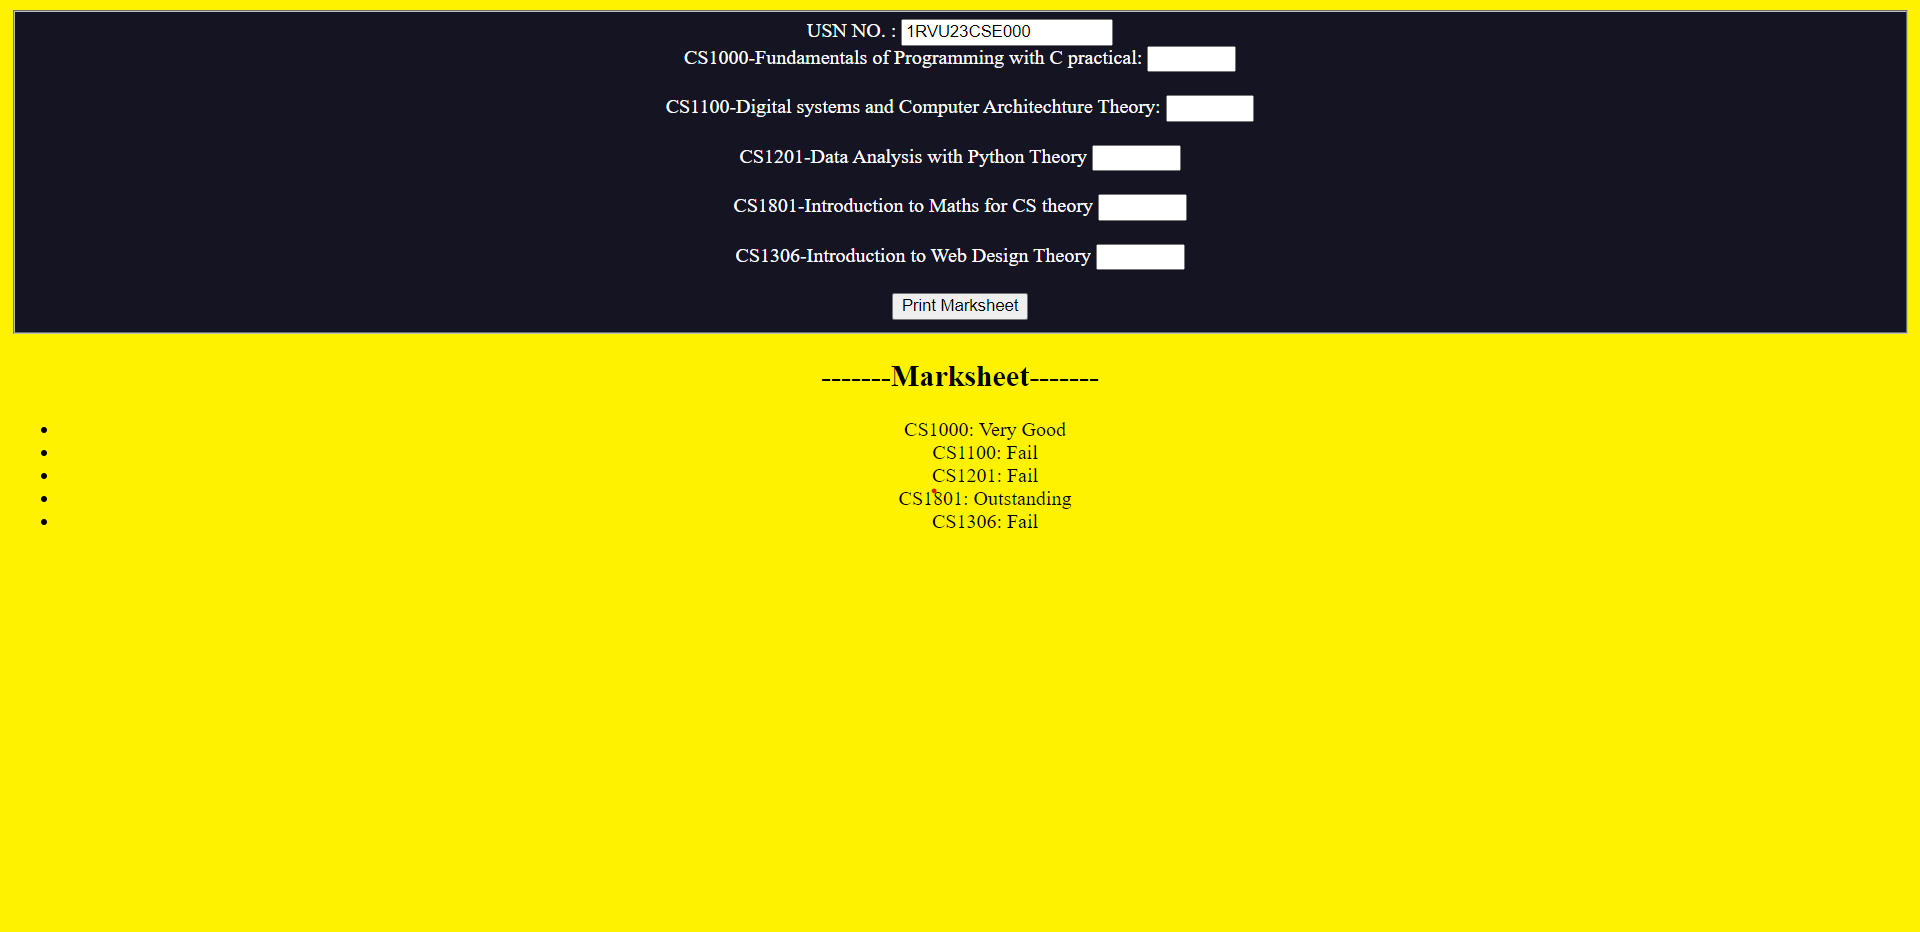 USN NO. : 1RVU23CSE000
CS1000-Fundamentals of Programming with C practical:
CS1100-Digital systems and Computer Architechture Theory:
CS1201-Data Analysis with Python Theory
CS1801-Introduction to Maths for CS theory
CS1306-Introduction to Web Design Theory
Print Marksheet
-------Marksheet-------
• CS1000: Very Good
• CS1100: Fail
• CS1201: Fail
• CS1801: Outstanding
• CS1306: Fail